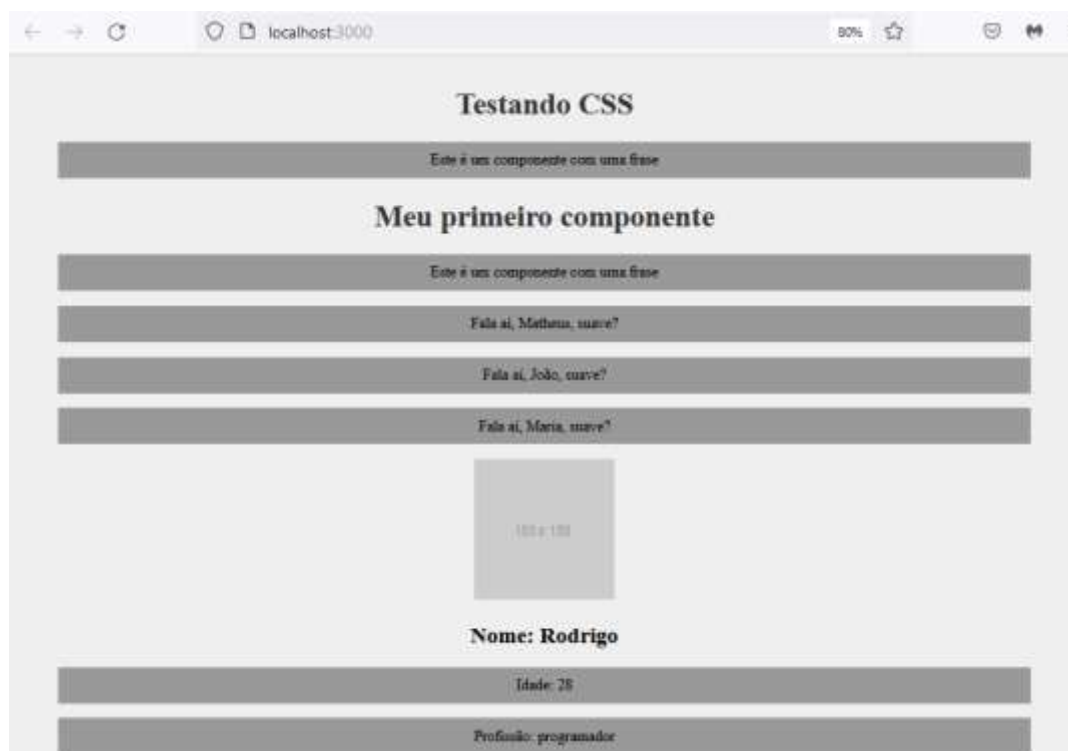 localhost:3000
80%
Testando CSS
Este é um componente com uma frase
Meu primeiro componente
Este é um componente com uma frase
Fala aí, Matheus, suave?
Fala aí, João, suave?
Fala aí, Maria, suave?
Nome: Rodrigo
Idade: 28
Profissão: programador